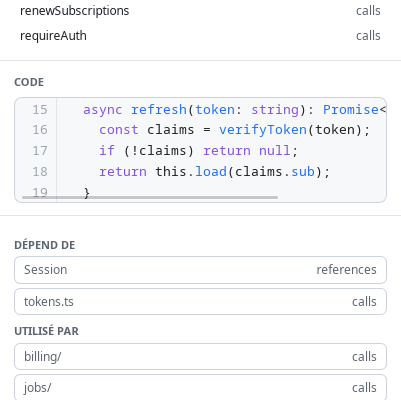 renewSubscriptions calls
requireAuth calls
CODE
15 async refresh(token: string): Promise<
16 const claims = verifyToken(token);
17 if (!claims) return null;
18 return this.load(claims.sub);
19 }
DÉPEND DE
Session references
tokens.ts calls
UTILISÉ PAR
billing/ calls
jobs/ calls